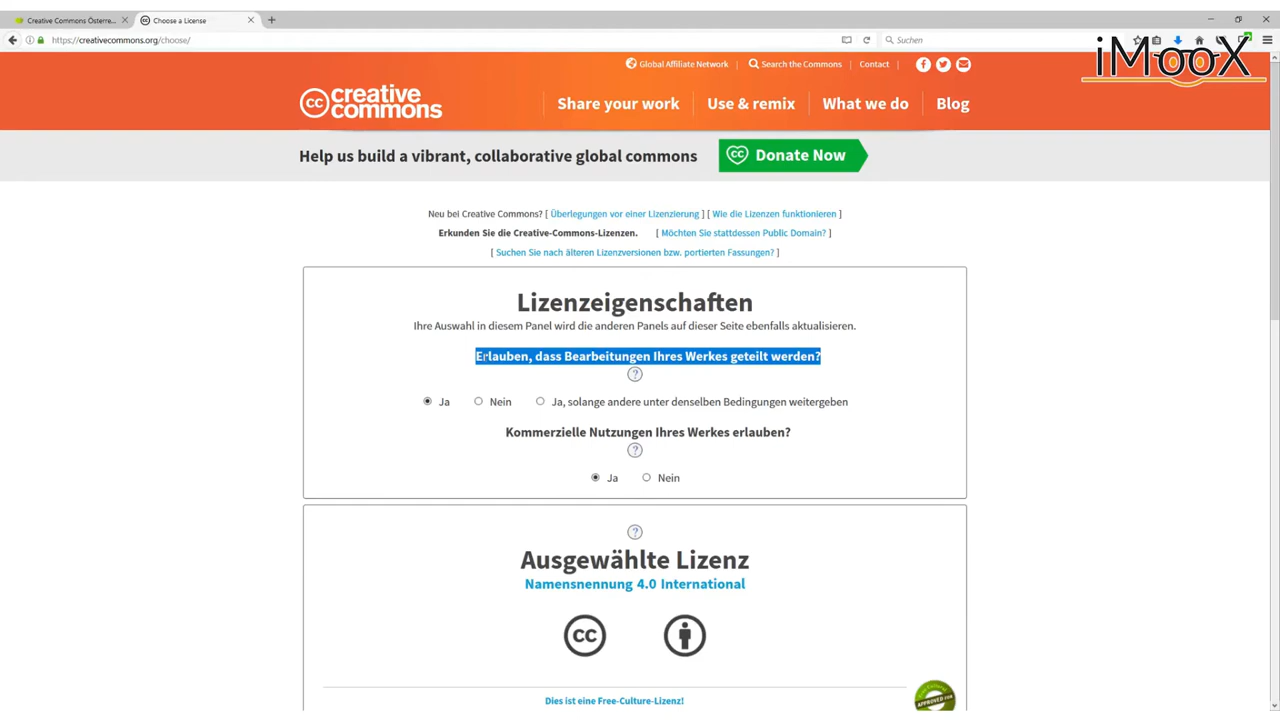 Creative Commons Österre...
Choose a License
https://creativecommons.org/choose/
Suchen
iMooX
Global Affiliate Network
Search the Commons
Contact
cc creative commons
Share your work
Use & remix
What we do
Blog
Help us build a vibrant, collaborative global commons
Donate Now
Neu bei Creative Commons? [ Überlegungen vor einer Lizenzierung ] [ Wie die Lizenzen funktionieren ]
Erkunden Sie die Creative-Commons-Lizenzen. [ Möchten Sie stattdessen Public Domain? ]
[ Suchen Sie nach älteren Lizenzversionen bzw. portierten Fassungen? ]
Lizenzeigenschaften
Ihre Auswahl in diesem Panel wird die anderen Panels auf dieser Seite ebenfalls aktualisieren.
Erlauben, dass Bearbeitungen Ihres Werkes geteilt werden?
?
Ja Nein Ja, solange andere unter denselben Bedingungen weitergeben
Kommerzielle Nutzungen Ihres Werkes erlauben?
?
Ja Nein
?
Ausgewählte Lizenz
Namensnennung 4.0 International
cc
Dies ist eine Free-Culture-Lizenz!
APPROVED